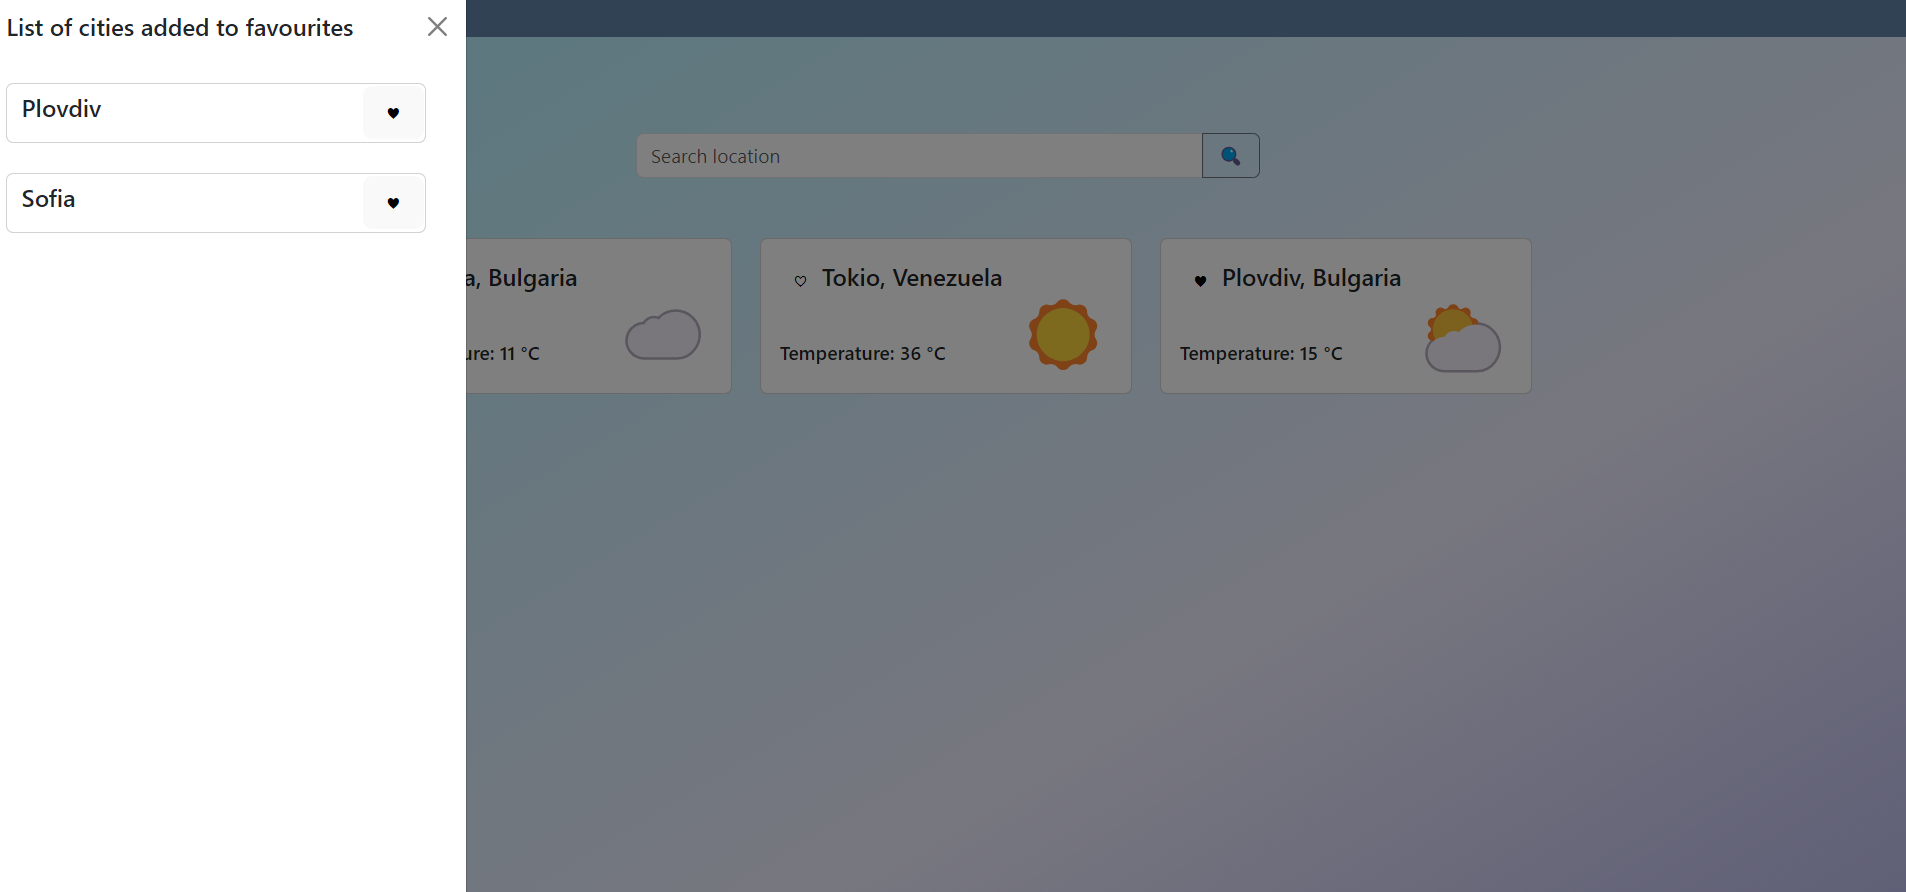 List of cities added to favourites
Plovdiv
Sofia
Search location
a, Bulgaria
ure: 11 °C
Tokio, Venezuela
Temperature: 36 °C
Plovdiv, Bulgaria
Temperature: 15 °C